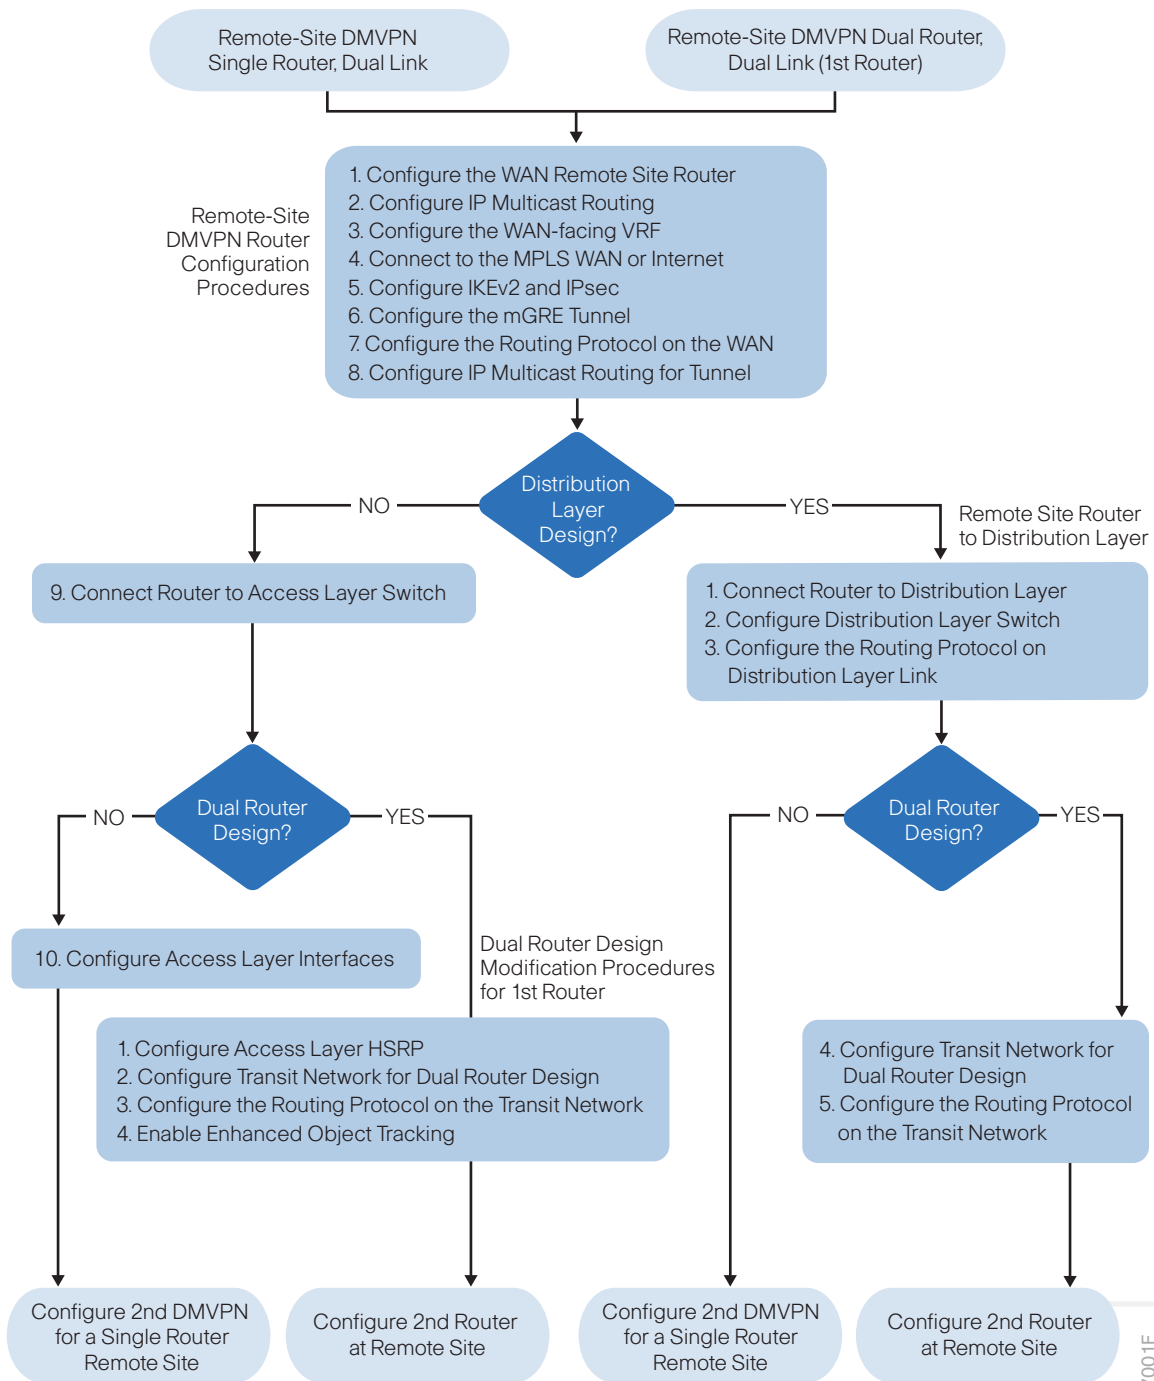 Remote-Site DMVPN
Single Router, Dual Link
Remote-Site DMVPN Dual Router,
Dual Link (1st Router)
Remote-Site
DMVPN Router
Configuration
Procedures
1. Configure the WAN Remote Site Router
2. Configure IP Multicast Routing
3. Configure the WAN-facing VRF
4. Connect to the MPLS WAN or Internet
5. Configure IKEv2 and IPsec
6. Configure the mGRE Tunnel
7. Configure the Routing Protocol on the WAN
8. Configure IP Multicast Routing for Tunnel
Distribution
Layer
Design?
NO
YES
Remote Site Router
to Distribution Layer
9. Connect Router to Access Layer Switch
1. Connect Router to Distribution Layer
2. Configure Distribution Layer Switch
3. Configure the Routing Protocol on
Distribution Layer Link
Dual Router
Design?
NO
YES
Dual Router
Design?
NO
YES
10. Configure Access Layer Interfaces
Dual Router Design
Modification Procedures
for 1st Router
1. Configure Access Layer HSRP
2. Configure Transit Network for Dual Router Design
3. Configure the Routing Protocol on the Transit Network
4. Enable Enhanced Object Tracking
4. Configure Transit Network for
Dual Router Design
5. Configure the Routing Protocol
on the Transit Network
Configure 2nd DMVPN
for a Single Router
Remote Site
Configure 2nd Router
at Remote Site
Configure 2nd DMVPN
for a Single Router
Remote Site
Configure 2nd Router
at Remote Site